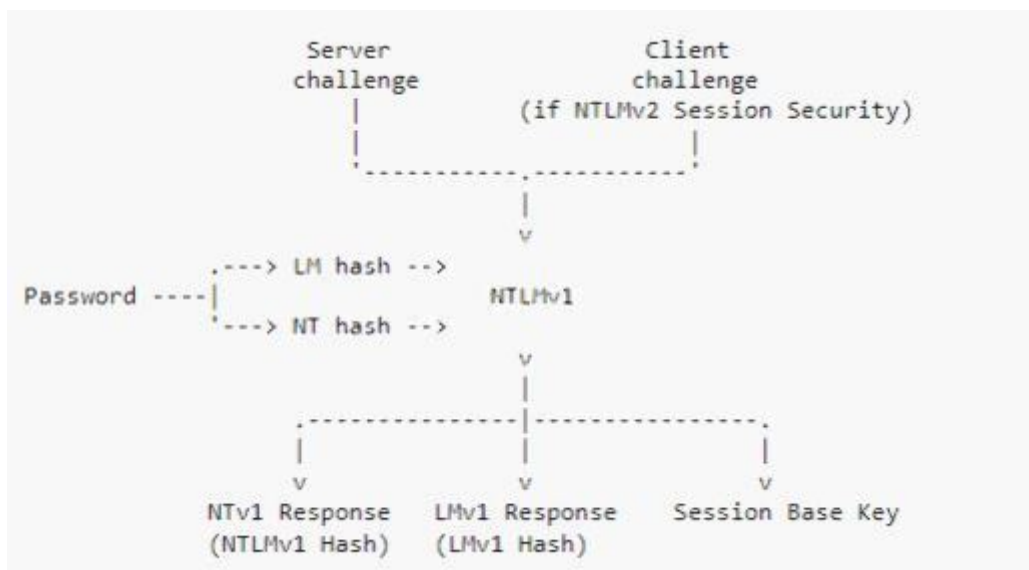 Server Client
challenge challenge
(if NTLMv2 Session Security)
.---> LM hash -->
Password ----| NTLMv1
'---> NT hash -->
NTv1 Response LMv1 Response Session Base Key
(NTLMv1 Hash) (LMv1 Hash)